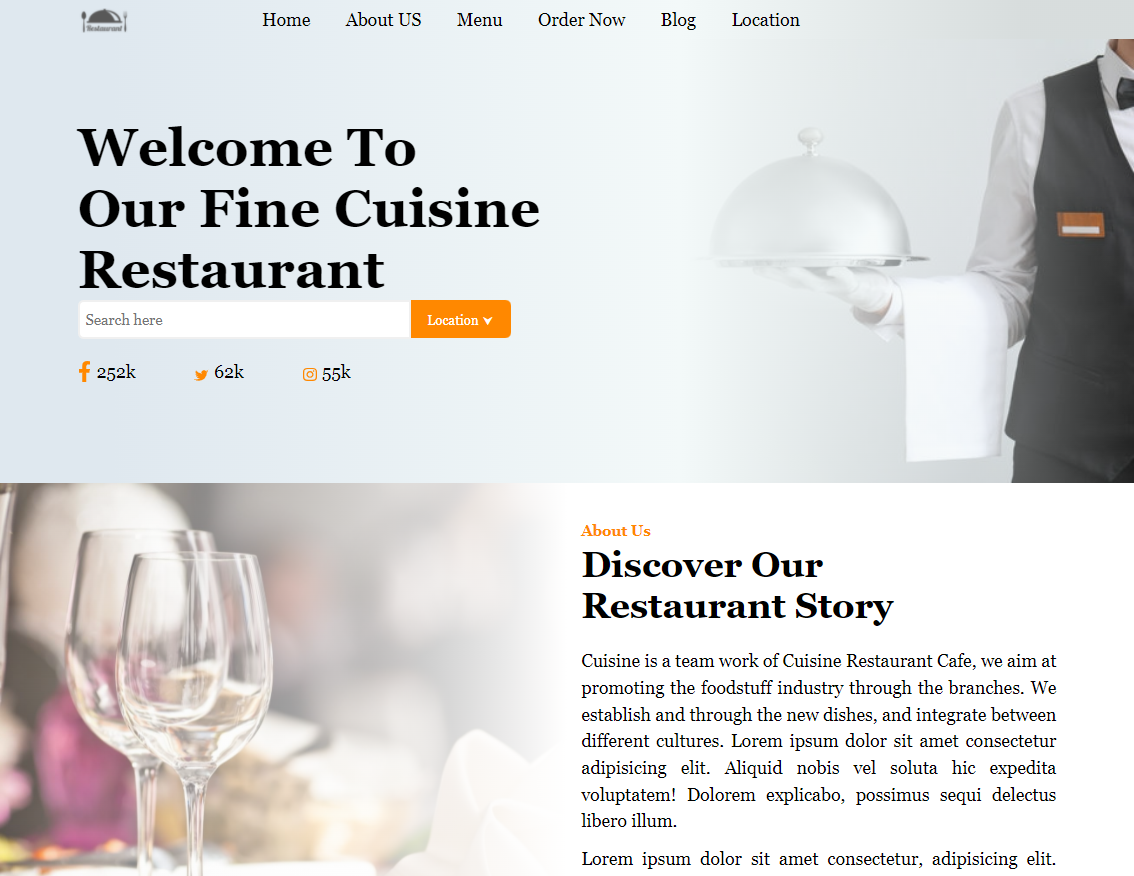 Restaurant
Home About US Menu Order Now Blog Location
Welcome To
Our Fine Cuisine
Restaurant
Search here Location
252k 62k 55k
About Us
Discover Our
Restaurant Story
Cuisine is a team work of Cuisine Restaurant Cafe, we aim at
promoting the foodstuff industry through the branches. We
establish and through the new dishes, and integrate between
different cultures. Lorem ipsum dolor sit amet consectetur
adipisicing elit. Aliquid nobis vel soluta hic expedita
voluptatem! Dolorem explicabo, possimus sequi delectus
libero illum.
Lorem ipsum dolor sit amet consectetur, adipisicing elit.